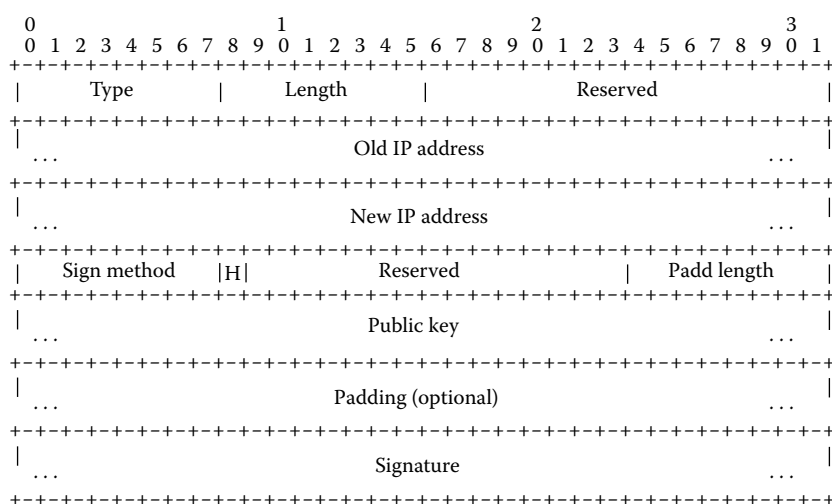 0 1 2 3
0 1 2 3 4 5 6 7 8 9 0 1 2 3 4 5 6 7 8 9 0 1 2 3 4 5 6 7 8 9 0 1
+-+-+-+-+-+-+-+-+-+-+-+-+-+-+-+-+-+-+-+-+-+-+-+-+-+-+-+-+-+-+-+-+
| Type | Length | Reserved |
+-+-+-+-+-+-+-+-+-+-+-+-+-+-+-+-+-+-+-+-+-+-+-+-+-+-+-+-+-+-+-+-+
| ... Old IP address ... |
+-+-+-+-+-+-+-+-+-+-+-+-+-+-+-+-+-+-+-+-+-+-+-+-+-+-+-+-+-+-+-+-+
| ... New IP address ... |
+-+-+-+-+-+-+-+-+-+-+-+-+-+-+-+-+-+-+-+-+-+-+-+-+-+-+-+-+-+-+-+-+
| Sign method |H| Reserved | Padd length |
+-+-+-+-+-+-+-+-+-+-+-+-+-+-+-+-+-+-+-+-+-+-+-+-+-+-+-+-+-+-+-+-+
| ... Public key ... |
+-+-+-+-+-+-+-+-+-+-+-+-+-+-+-+-+-+-+-+-+-+-+-+-+-+-+-+-+-+-+-+-+
| ... Padding (optional) ... |
+-+-+-+-+-+-+-+-+-+-+-+-+-+-+-+-+-+-+-+-+-+-+-+-+-+-+-+-+-+-+-+-+
| ... Signature ... |
+-+-+-+-+-+-+-+-+-+-+-+-+-+-+-+-+-+-+-+-+-+-+-+-+-+-+-+-+-+-+-+-+